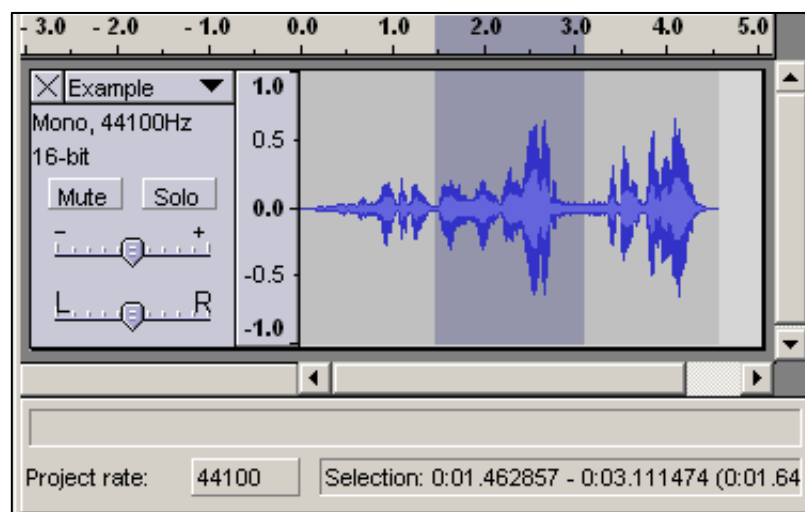 - 3.0 - 2.0 - 1.0 0.0 1.0 2.0 3.0 4.0 5.0
Example
Mono, 44100Hz
16-bit
Mute Solo
- +
L R
1.0
0.5
0.0
-0.5
-1.0
Project rate: 44100 Selection: 0:01.462857 - 0:03.111474 (0:01.64